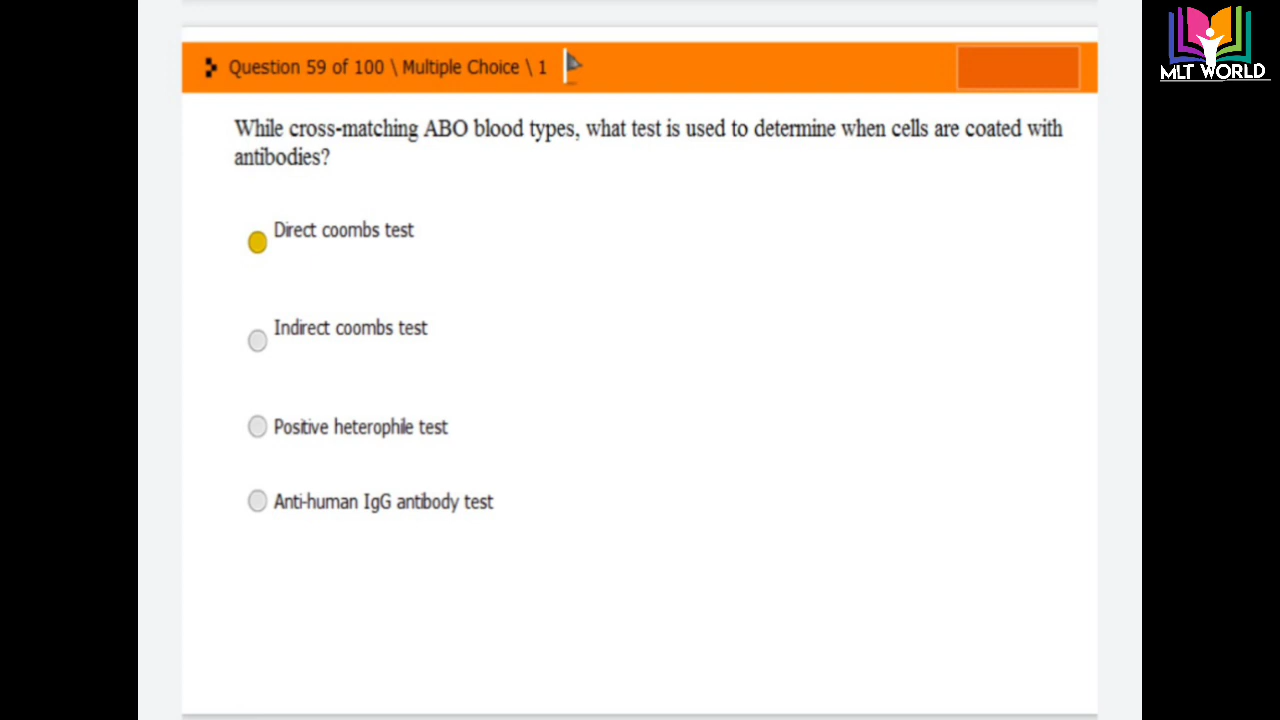 MLT WORLD
Question 59 of 100 \ Multiple Choice \ 1
While cross-matching ABO blood types, what test is used to determine when cells are coated with
antibodies?
Direct coombs test
Indirect coombs test
Positive heterophile test
Anti-human IgG antibody test